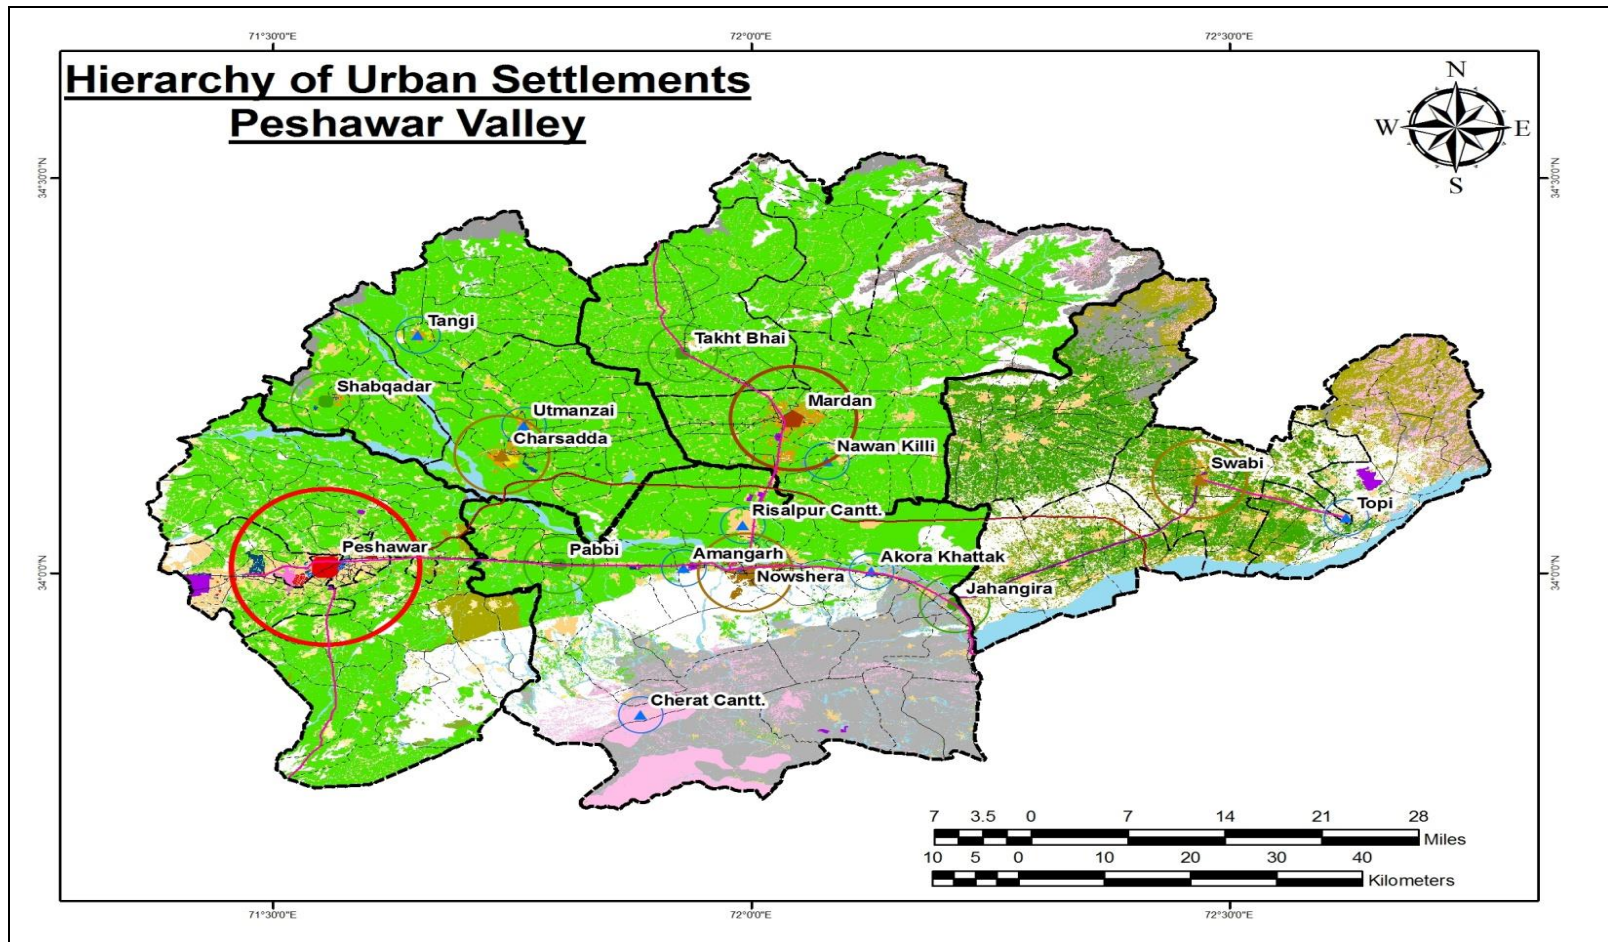 71°30'0"E 72°0'0"E 72°30'0"E
Hierarchy of Urban Settlements
Peshawar Valley
N
W E
S
34°30'0"N 34°30'0"N
Tangi
Takht Bhai
Shabqadar
Mardan
Utmanzai
Charsadda
Nawan Killi
Swabi
Topi
Risalpur Cantt.
Peshawar
Pabbi
Amangarh
Akora Khattak
Nowshera
34°0'0"N 34°0'0"N
Jahangira
Cherat Cantt.
7 3.5 0 7 14 21 28
Miles
10 5 0 10 20 30 40
Kilometers
71°30'0"E 72°0'0"E 72°30'0"E